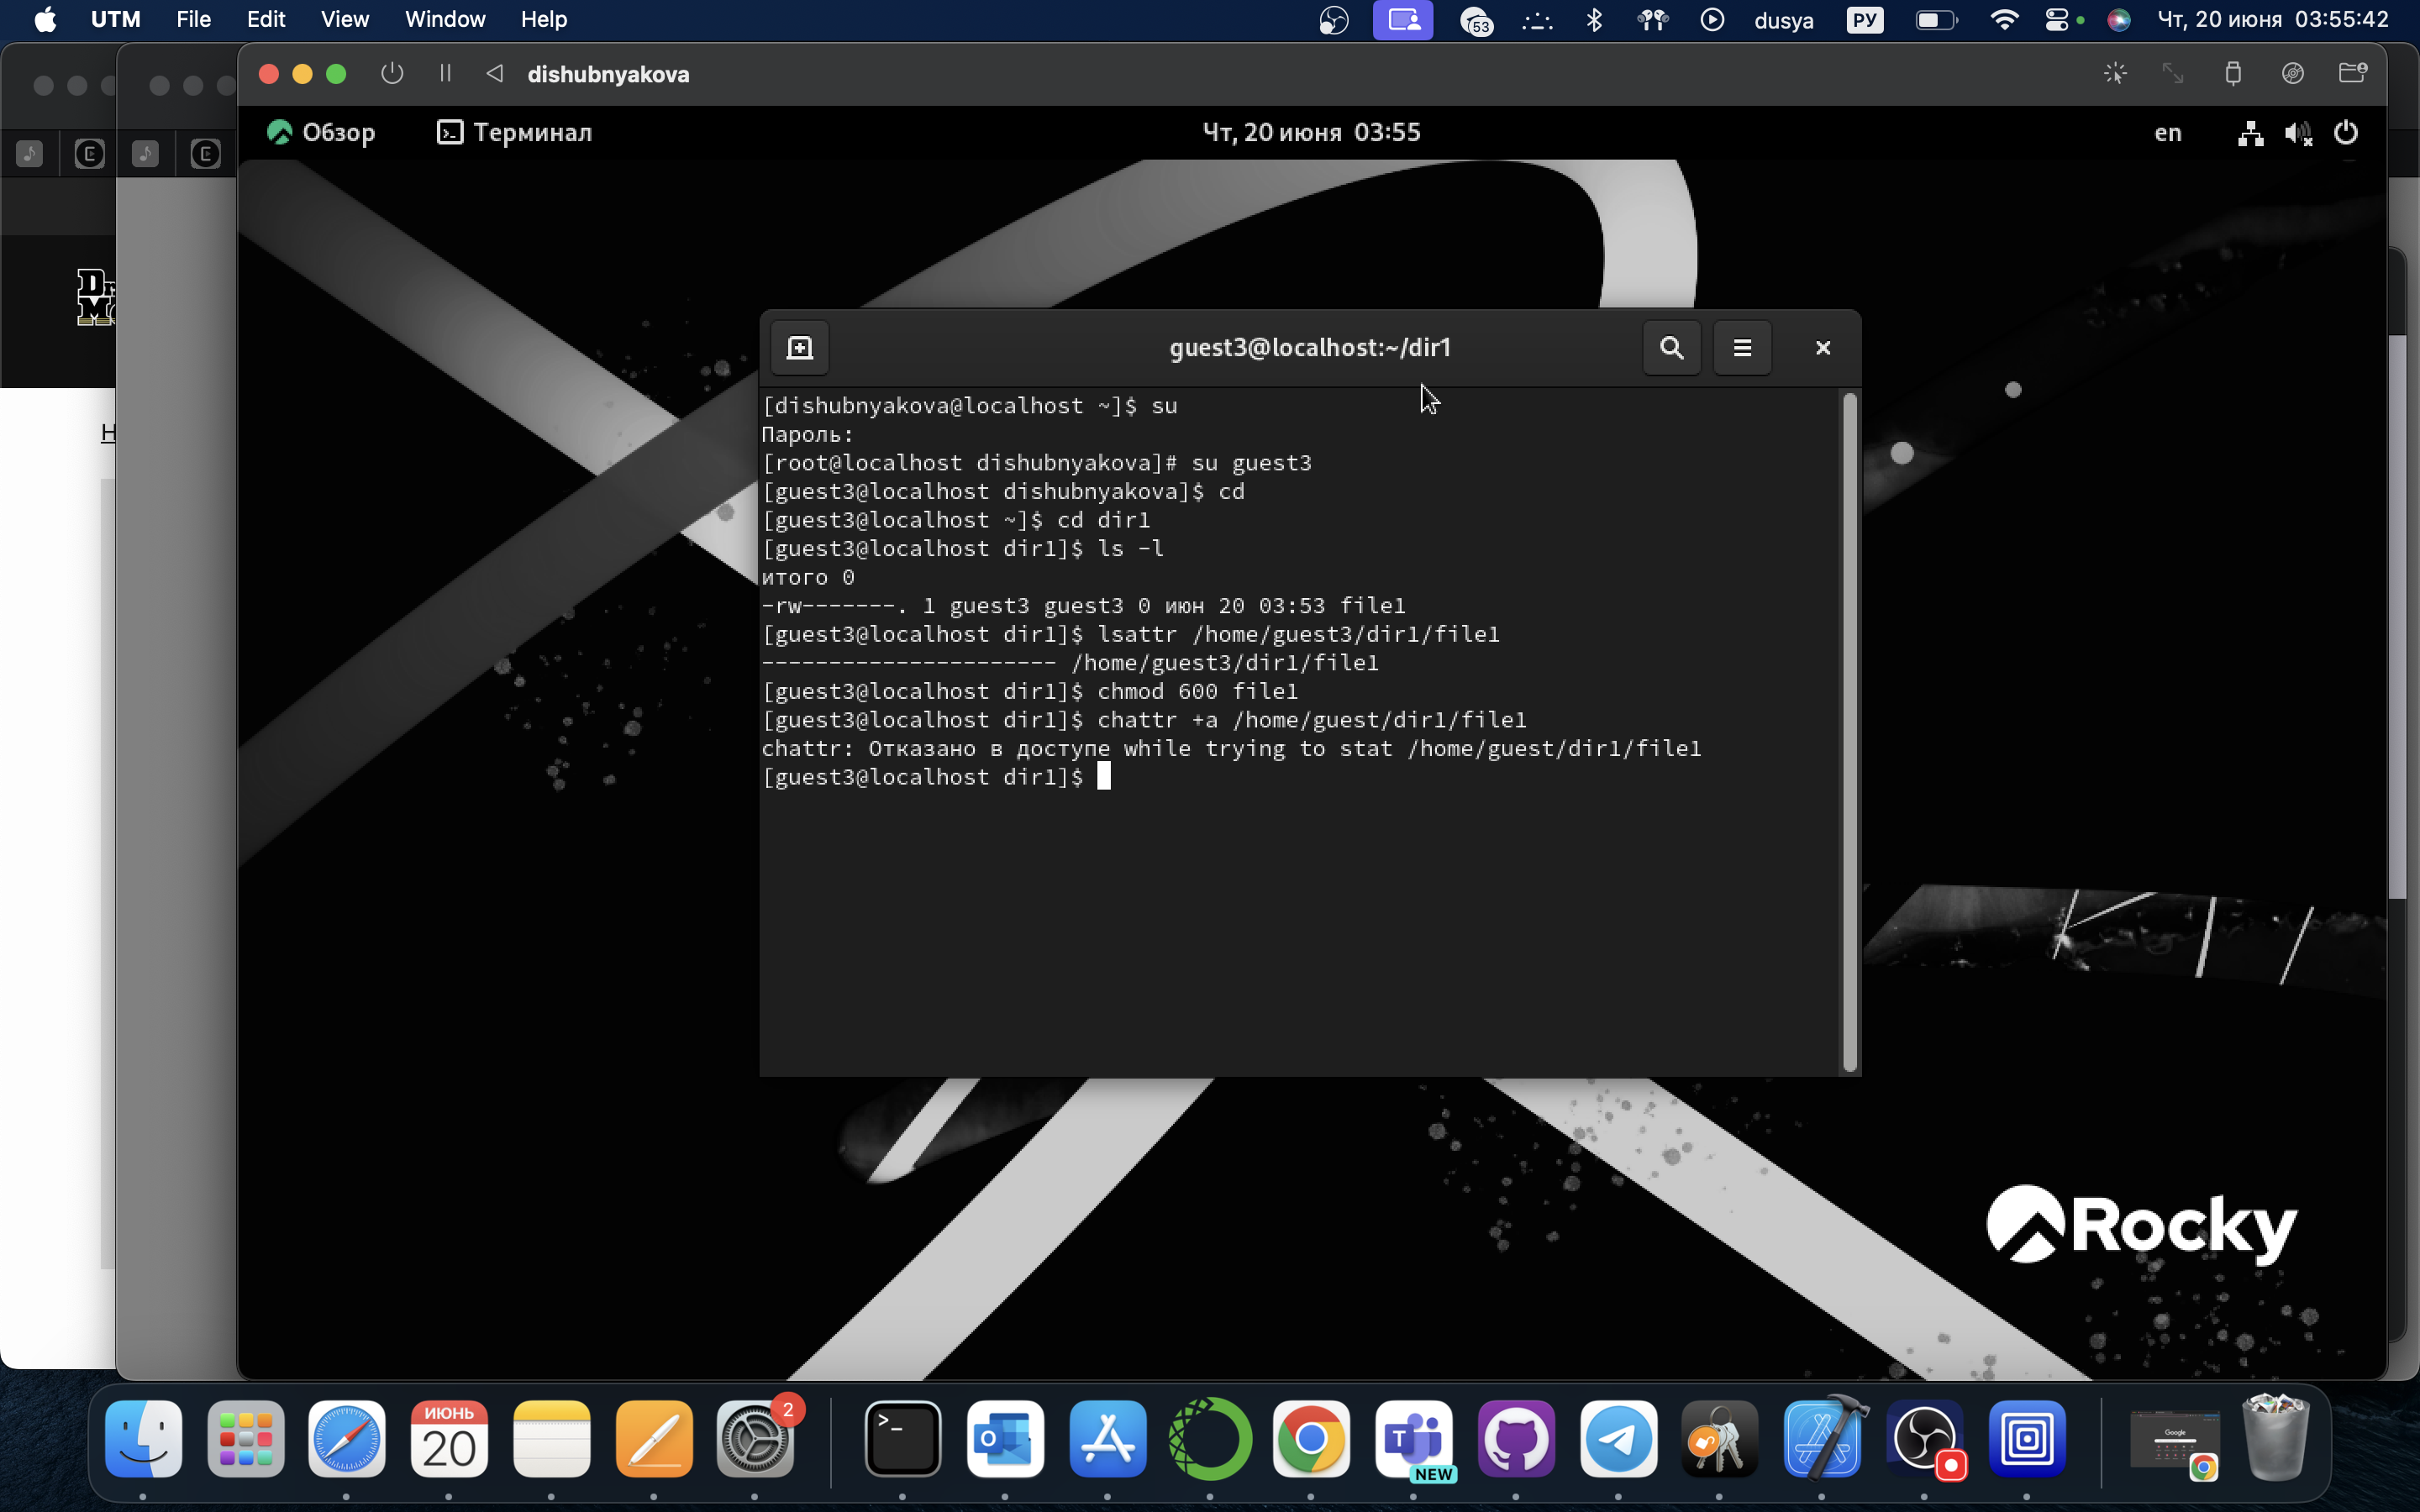 UTM File Edit View Window Help
53 dusya РУ Чт, 20 июня 03:55:42
dishubnyakova
Обзор Терминал Чт, 20 июня 03:55 en
guest3@localhost:~/dir1
[dishubnyakova@localhost ~]$ su
Пароль:
[root@localhost dishubnyakova]# su guest3
[guest3@localhost dishubnyakova]$ cd
[guest3@localhost ~]$ cd dir1
[guest3@localhost dir1]$ ls -l
итого 0
-rw-------. 1 guest3 guest3 0 июн 20 03:53 file1
[guest3@localhost dir1]$ lsattr /home/guest3/dir1/file1
---------------------- /home/guest3/dir1/file1
[guest3@localhost dir1]$ chmod 600 file1
[guest3@localhost dir1]$ chattr +a /home/guest/dir1/file1
chattr: Отказано в доступе while trying to stat /home/guest/dir1/file1
[guest3@localhost dir1]$
Rocky
ИЮНЬ
20
2
NEW
Google